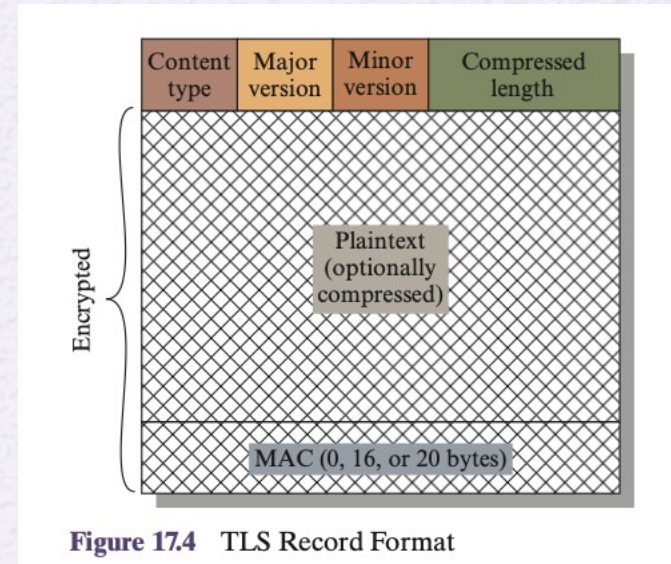 Content Major Minor Compressed
type version version length
Encrypted
Plaintext
(optionally
compressed)
MAC (0, 16, or 20 bytes)
Figure 17.4 TLS Record Format